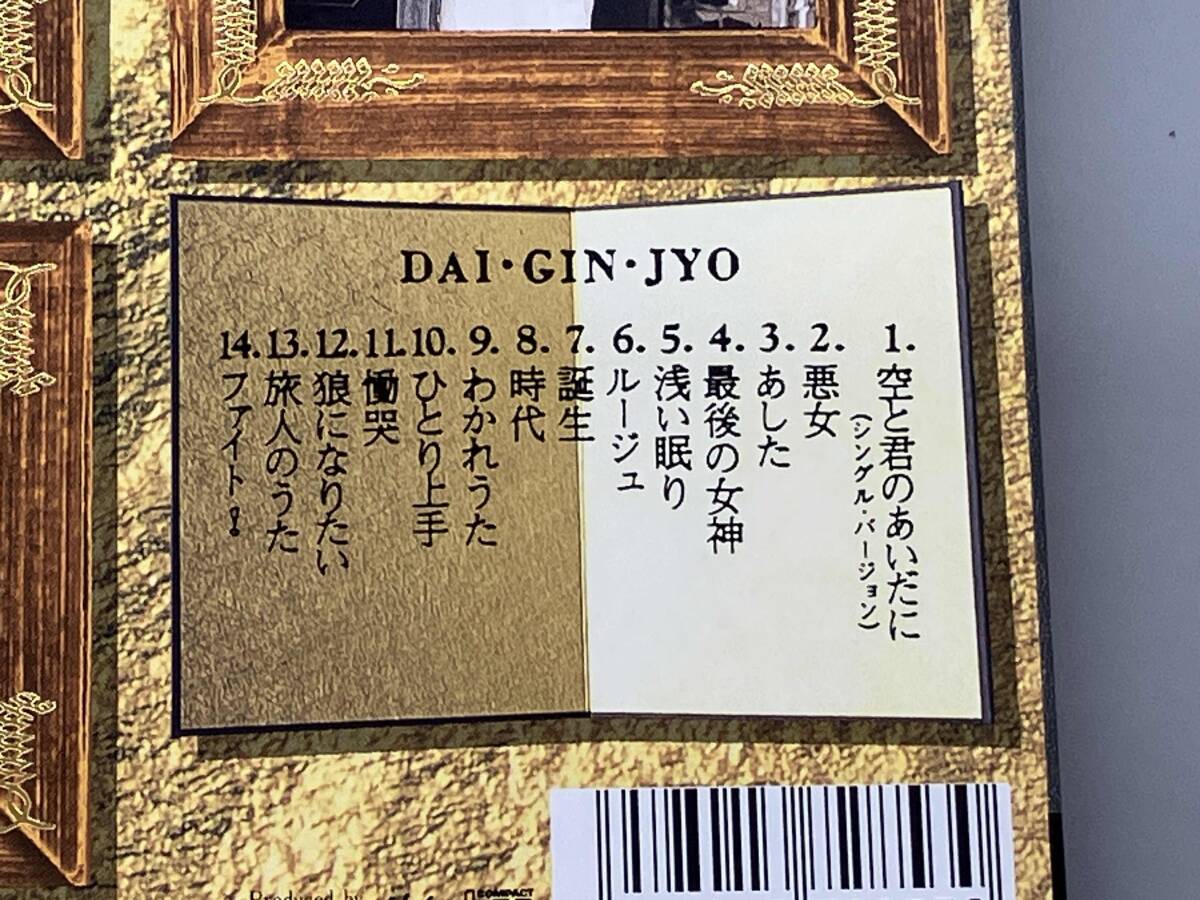 DAI・GIN・JYO
1. 空と君のあいだに
(シングル・バージョン)
2. 悪女
3. あした
4. 最後の女神
5. 浅い眠り
6. ルージュ
7. 誕生
8. 時代
9. わかれうた
10. ひとり上手
11. 慟哭
12. 狼になりたい
13. 旅人のうた
14. ファイト!
Produced by
COMPACT